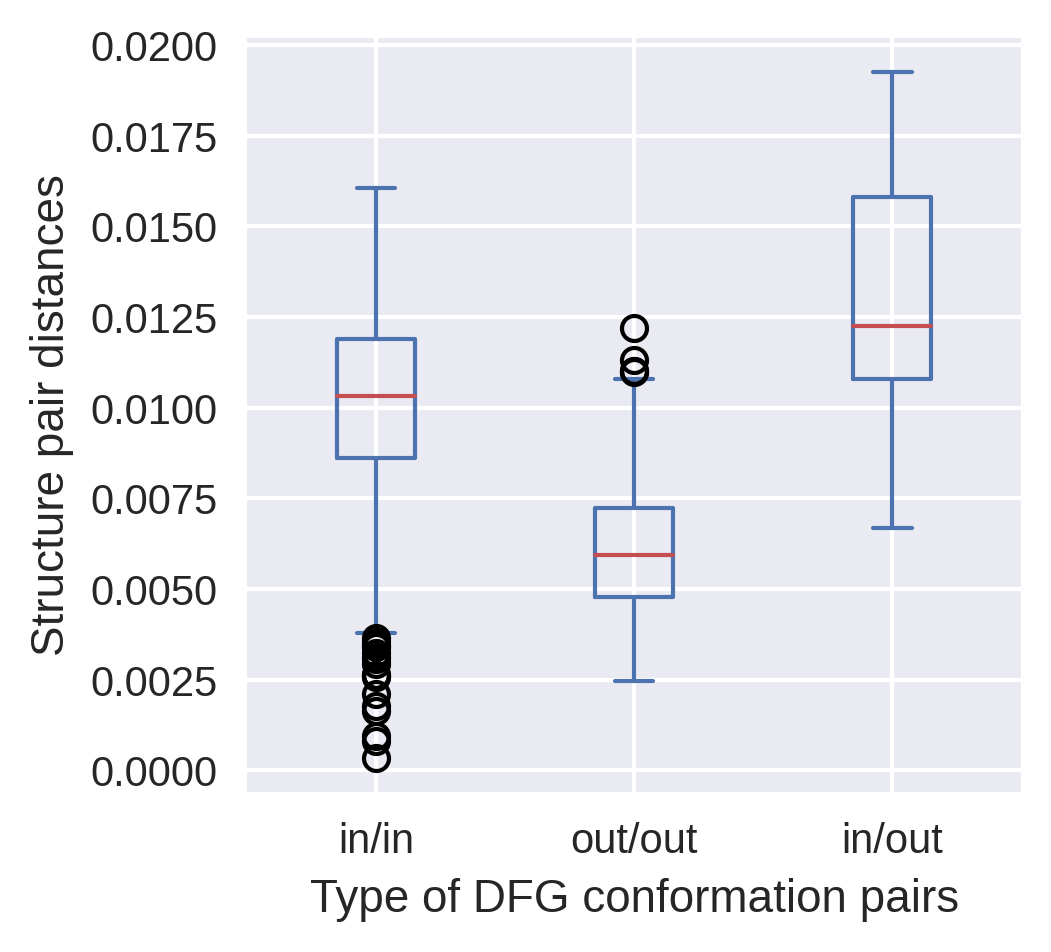 0.0200
0.0175
0.0150
0.0125
0.0100
0.0075
0.0050
0.0025
0.0000
Structure pair distances
in/in
out/out
in/out
Type of DFG conformation pairs